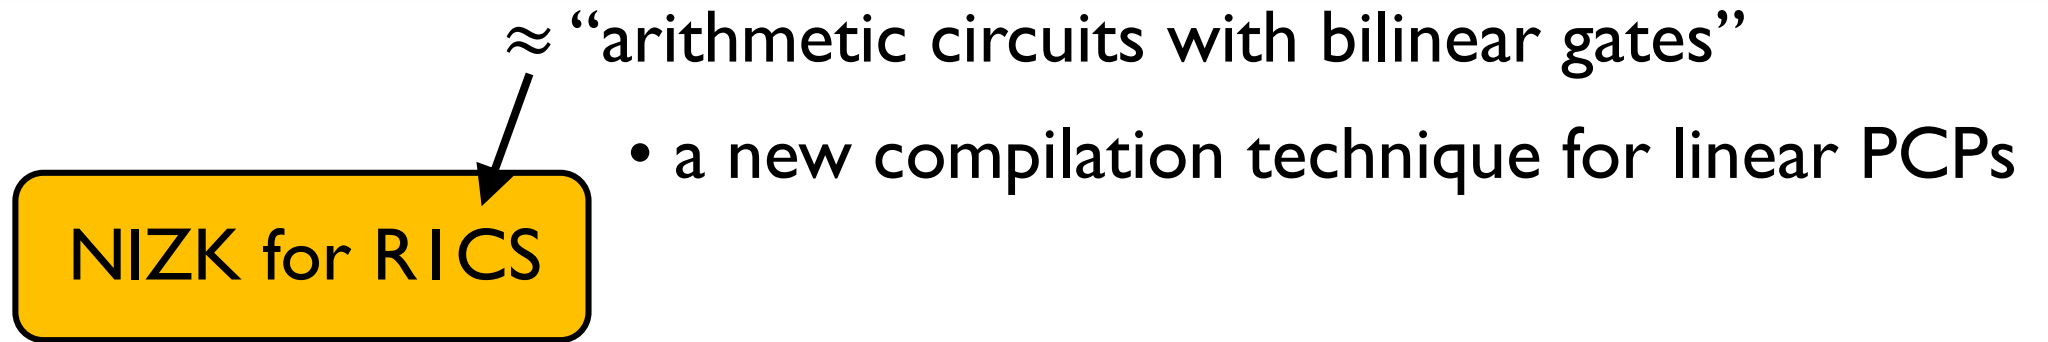 ≈ “arithmetic circuits with bilinear gates”
• a new compilation technique for linear PCPs
NIZK for R1CS